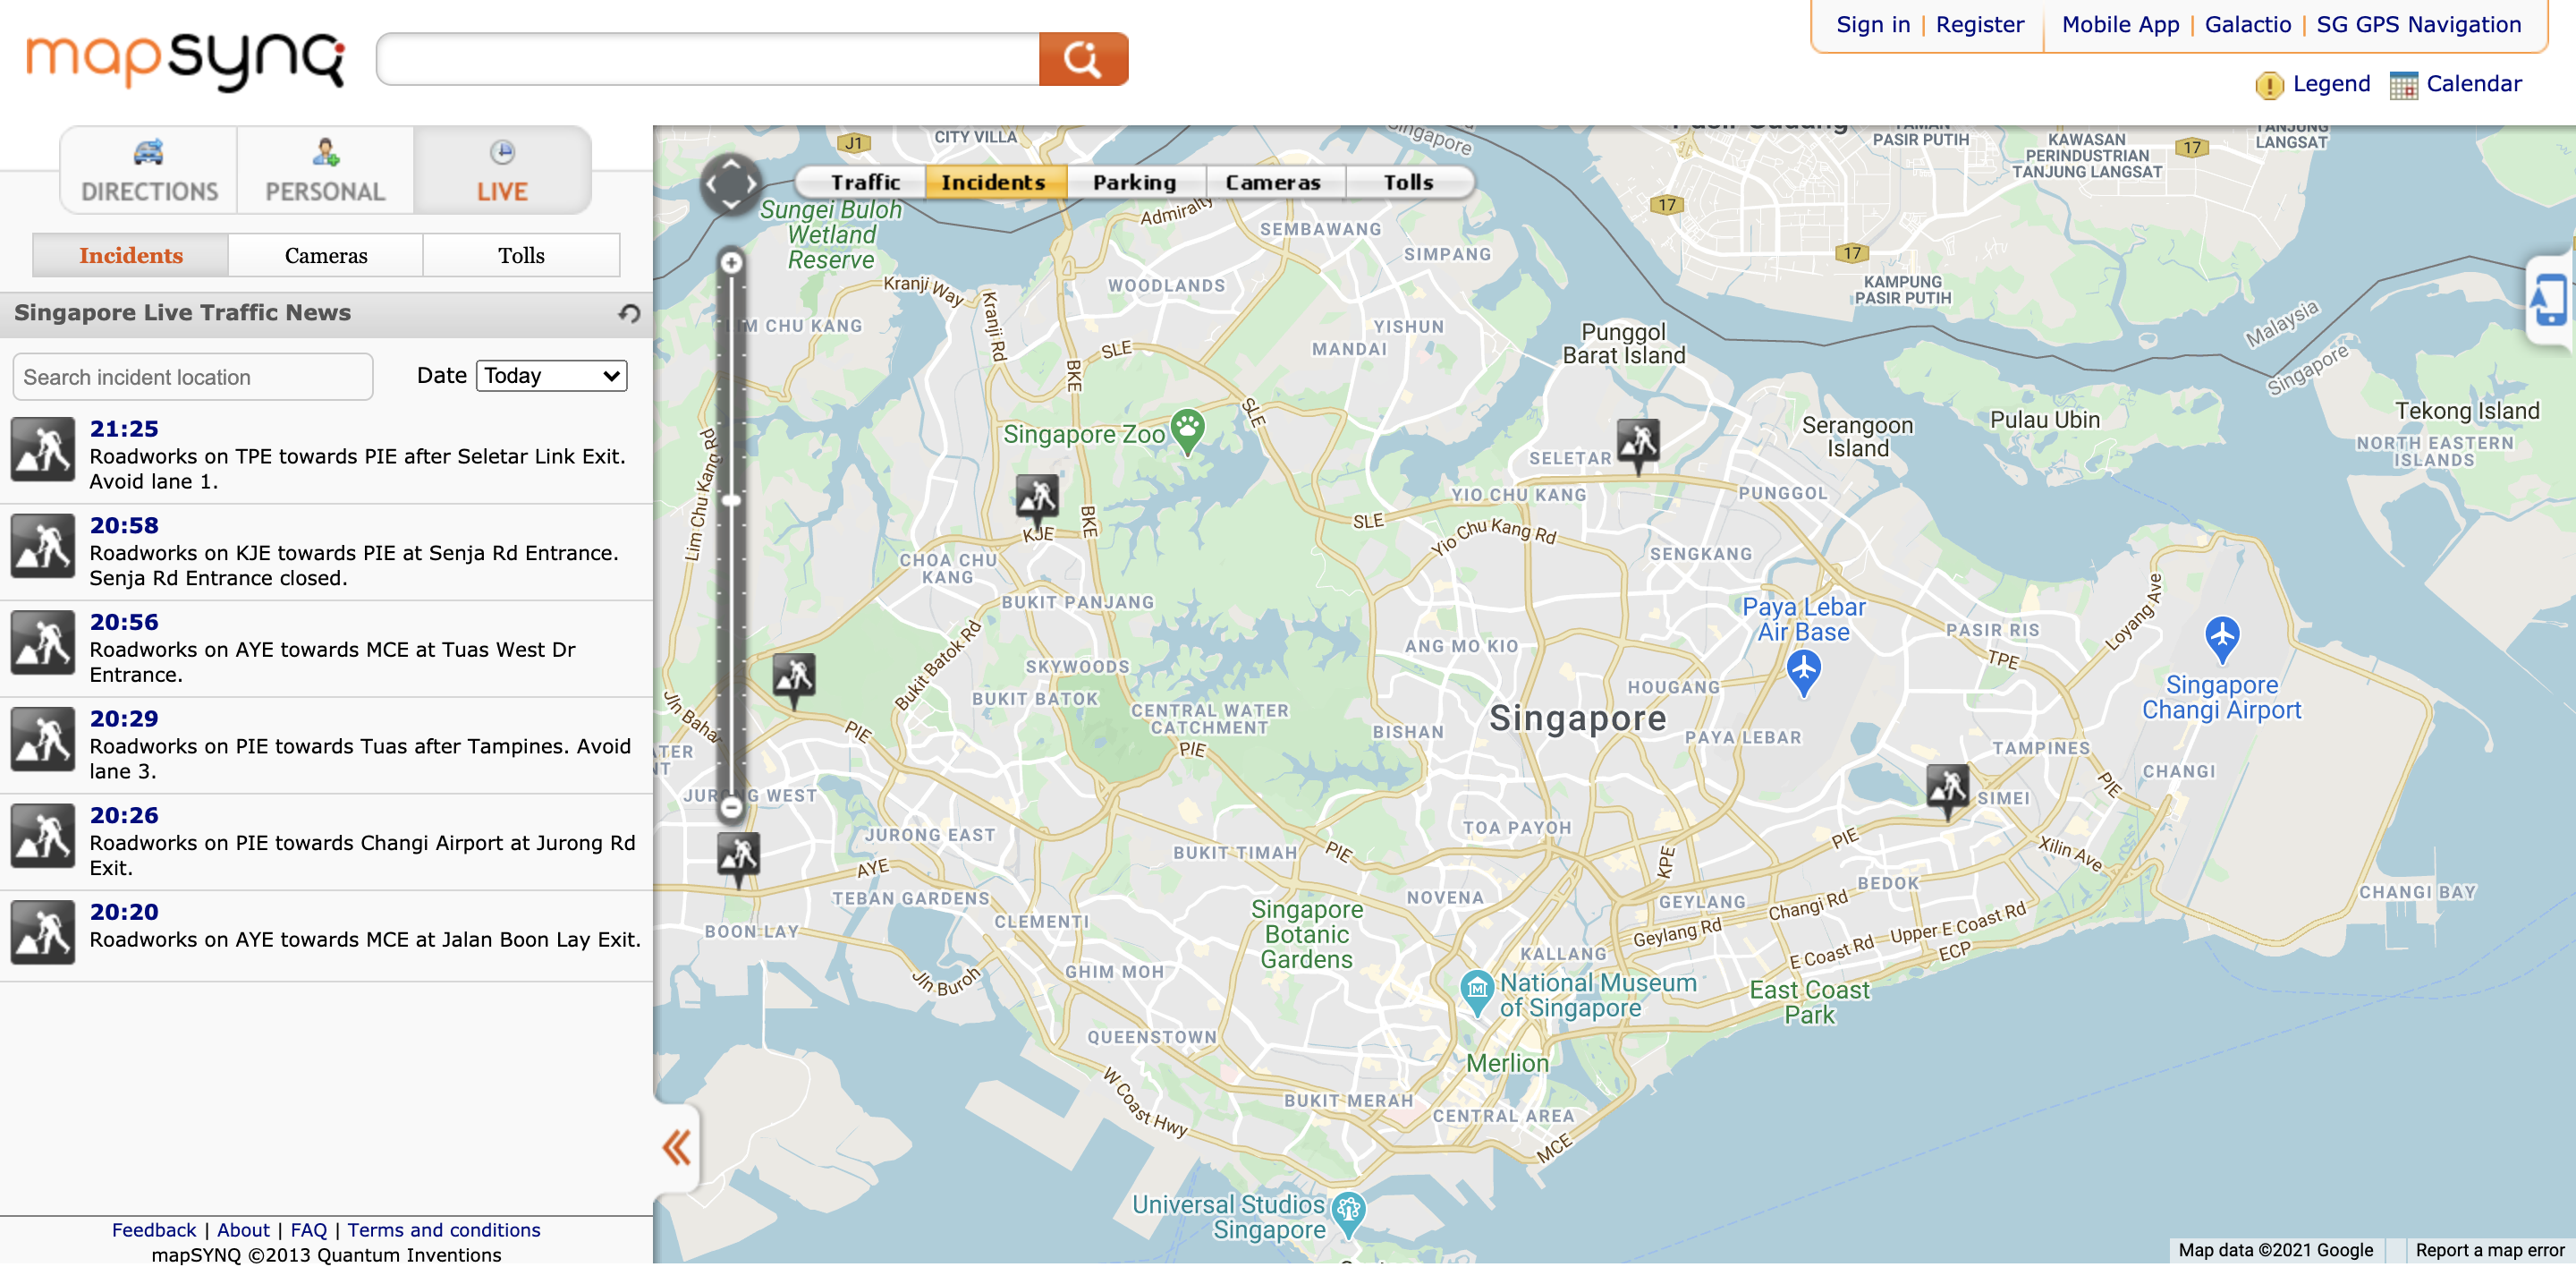 mapsynq
Sign in | Register
Mobile App | Galactio | SG GPS Navigation
Legend
Calendar
DIRECTIONS
PERSONAL
LIVE
Incidents
Cameras
Tolls
Singapore Live Traffic News
Search incident location
Date
Today
21:25
Roadworks on TPE towards PIE after Seletar Link Exit.
Avoid lane 1.
20:58
Roadworks on KJE towards PIE at Senja Rd Entrance.
Senja Rd Entrance closed.
20:56
Roadworks on AYE towards MCE at Tuas West Dr
Entrance.
20:29
Roadworks on PIE towards Tuas after Tampines. Avoid
lane 3.
20:26
Roadworks on PIE towards Changi Airport at Jurong Rd
Exit.
20:20
Roadworks on AYE towards MCE at Jalan Boon Lay Exit.
Feedback | About | FAQ | Terms and conditions
mapSYNQ ©2013 Quantum Inventions
Traffic
Incidents
Parking
Cameras
Tolls
J1
CITY VILLA
Singapore
PASIR PUTIH
KAWASAN
PERINDUSTRIAN
TANJUNG LANGSAT
17
TANJUNG
LANGSAT
17
17
KAMPUNG
PASIR PUTIH
Sungei Buloh
Wetland
Reserve
Admiralty
SEMBAWANG
SIMPANG
Kranji Way
Kranji Rd
WOODLANDS
LIM CHU KANG
YISHUN
MANDAI
SLE
BKE
Punggol
Barat Island
Malaysia
Singapore
SLE
Singapore Zoo
Lim Chu Kang Rd
Serangoon
Island
Pulau Ubin
Tekong Island
NORTH EASTERN
ISLANDS
SELETAR
YIO CHU KANG
PUNGGOL
KJE
BKE
SLE
Yio Chu Kang Rd
SENGKANG
CHOA CHU
KANG
BUKIT PANJANG
Paya Lebar
Air Base
Loyang Ave
PASIR RIS
TPE
ANG MO KIO
Bukit Batok Rd
SKYWOODS
BUKIT BATOK
HOUGANG
Singapore
Changi Airport
Jln Bahar
PIE
CENTRAL WATER
CATCHMENT
PIE
BISHAN
Singapore
PAYA LEBAR
TAMPINES
CHANGI
PIE
JURONG WEST
SIMEI
JURONG EAST
TOA PAYOH
BUKIT TIMAH
PIE
KPE
PIE
Xilin Ave
AYE
TEBAN GARDENS
BEDOK
CHANGI BAY
NOVENA
GEYLANG
Changi Rd
BOON LAY
CLEMENTI
Singapore
Botanic
Gardens
Geylang Rd
KALLANG
E Coast Rd
Upper E Coast Rd
ECP
Jln Buroh
GHIM MOH
National Museum
of Singapore
East Coast
Park
QUEENSTOWN
Merlion
W Coast Hwy
BUKIT MERAH
CENTRAL AREA
MCE
Universal Studios
Singapore
Map data ©2021 Google
Report a map error